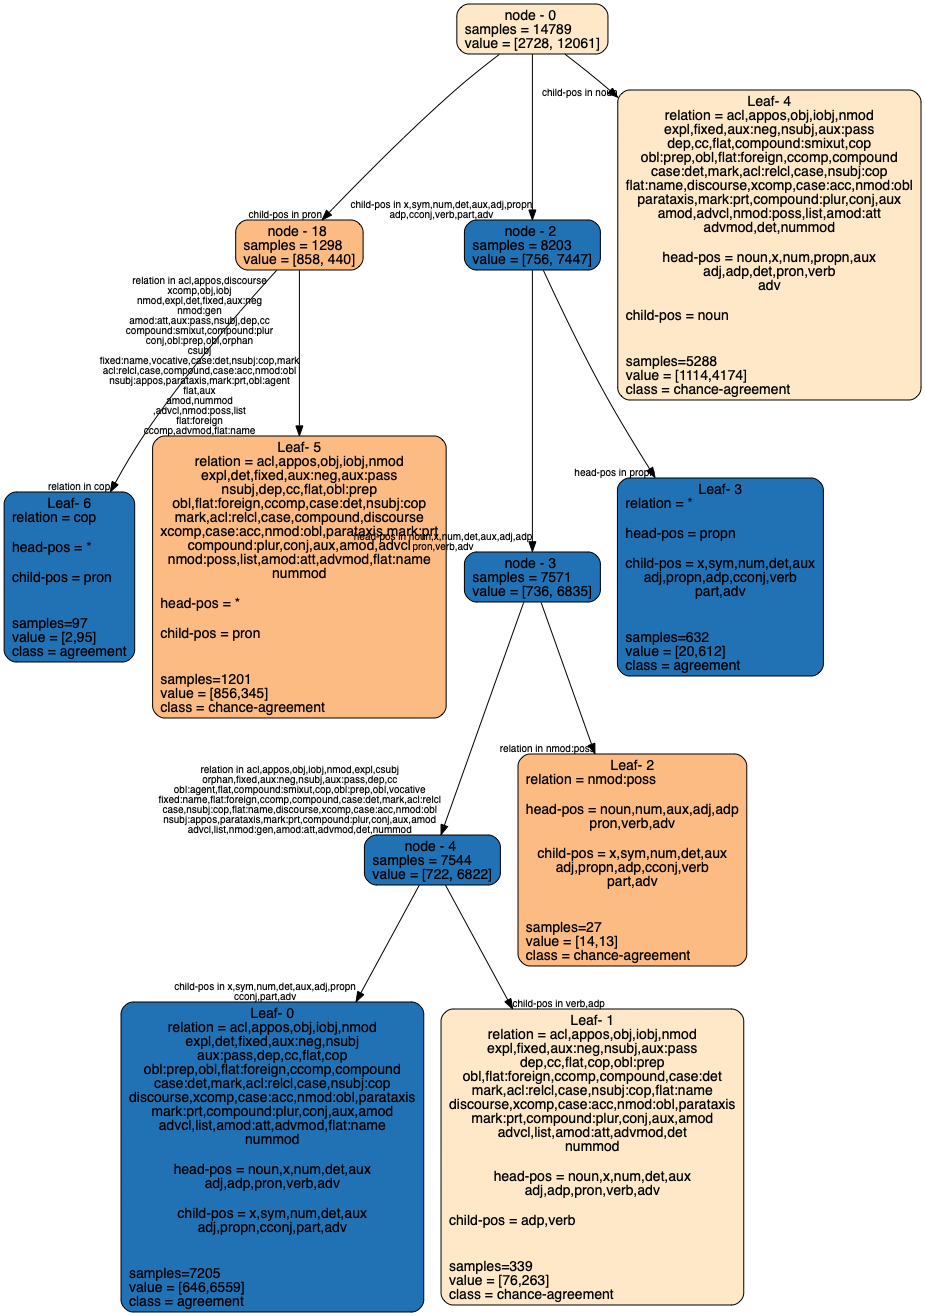 node - 0
samples = 14789
value = [2728, 12061]
child-pos in noun
Leaf- 4
relation = acl,appos,obj,iobj,nmod
expl,fixed,aux:neg,nsubj,aux:pass
dep,cc,flat,compound:smixut,cop
obl:prep,obl,flat:foreign,ccomp,compound
case:det,mark,acl:relcl,case,nsubj:cop
flat:name,discourse,xcomp,case:acc,nmod:obl
parataxis,mark:prt,compound:plur,conj,aux
amod,advcl,nmod:poss,list,amod:att
advmod,det,nummod
head-pos = noun,x,num,propn,aux
adj,adp,det,pron,verb
adv
child-pos = noun
samples=5288
value = [1114,4174]
class = chance-agreement
child-pos in pron
node - 18
samples = 1298
value = [858, 440]
child-pos in x,sym,num,det,aux,adj,propn
adp,cconj,verb,part,adv
node - 2
samples = 8203
value = [756, 7447]
relation in acl,appos,discourse
xcomp,obj,iobj
nmod,expl,det,fixed,aux:neg
nmod:gen
amod:att,aux:pass,nsubj,dep,cc
compound:smixut,compound:plur
conj,obl:prep,obl,orphan
csubj
fixed:name,vocative,case:det,nsubj:cop,mark
acl:relcl,case,compound,case:acc,nmod:obl
nsubj:appos,parataxis,mark:prt,obl:agent
flat,aux
amod,nummod
,advcl,nmod:poss,list
flat:foreign
ccomp,advmod,flat:name
relation in cop
Leaf- 6
relation = cop
head-pos = *
child-pos = pron
samples=97
value = [2,95]
class = agreement
Leaf- 5
relation = acl,appos,obj,iobj,nmod
expl,det,fixed,aux:neg,aux:pass
nsubj,dep,cc,flat,obl:prep
obl,flat:foreign,ccomp,case:det,nsubj:cop
mark,acl:relcl,case,compound,discourse
xcomp,case:acc,nmod:obl,parataxis,mark:prt
compound:plur,conj,aux,amod,advcl
nmod:poss,list,amod:att,advmod,flat:name
nummod
head-pos = *
child-pos = pron
samples=1201
value = [856,345]
class = chance-agreement
head-pos in noun,x,num,det,aux,adj,adp
pron,verb,adv
node - 3
samples = 7571
value = [736, 6835]
head-pos in propn
Leaf- 3
relation = *
head-pos = propn
child-pos = x,sym,num,det,aux
adj,propn,adp,cconj,verb
part,adv
samples=632
value = [20,612]
class = agreement
relation in acl,appos,obj,iobj,nmod,expl,csubj
orphan,fixed,aux:neg,nsubj,aux:pass,dep,cc
obl:agent,flat,compound:smixut,cop,obl:prep,obl,vocative
fixed:name,flat:foreign,ccomp,compound,case:det,mark,acl:relcl
case,nsubj:cop,flat:name,discourse,xcomp,case:acc,nmod:obl
nsubj:appos,parataxis,mark:prt,compound:plur,conj,aux,amod
advcl,list,nmod:gen,amod:att,advmod,det,nummod
node - 4
samples = 7544
value = [722, 6822]
relation in nmod:poss
Leaf- 2
relation = nmod:poss
head-pos = noun,num,aux,adj,adp
pron,verb,adv
child-pos = x,sym,num,det,aux
adj,propn,adp,cconj,verb
part,adv
samples=27
value = [14,13]
class = chance-agreement
child-pos in x,sym,num,det,aux,adj,propn
cconj,part,adv
Leaf- 0
relation = acl,appos,obj,iobj,nmod
expl,det,fixed,aux:neg,nsubj
aux:pass,dep,cc,flat,cop
obl:prep,obl,flat:foreign,ccomp,compound
case:det,mark,acl:relcl,case,nsubj:cop
discourse,xcomp,case:acc,nmod:obl,parataxis
mark:prt,compound:plur,conj,aux,amod
advcl,list,amod:att,advmod,flat:name
nummod
head-pos = noun,x,num,det,aux
adj,adp,pron,verb,adv
child-pos = x,sym,num,det,aux
adj,propn,cconj,part,adv
samples=7205
value = [646,6559]
class = agreement
child-pos in verb,adp
Leaf- 1
relation = acl,appos,obj,iobj,nmod
expl,fixed,aux:neg,nsubj,aux:pass
dep,cc,flat,cop,obl:prep
obl,flat:foreign,ccomp,compound,case:det
mark,acl:relcl,case,nsubj:cop,flat:name
discourse,xcomp,case:acc,nmod:obl,parataxis
mark:prt,compound:plur,conj,aux,amod
advcl,list,amod:att,advmod,det
nummod
head-pos = noun,x,num,det,aux
adj,adp,pron,verb,adv
child-pos = adp,verb
samples=339
value = [76,263]
class = chance-agreement